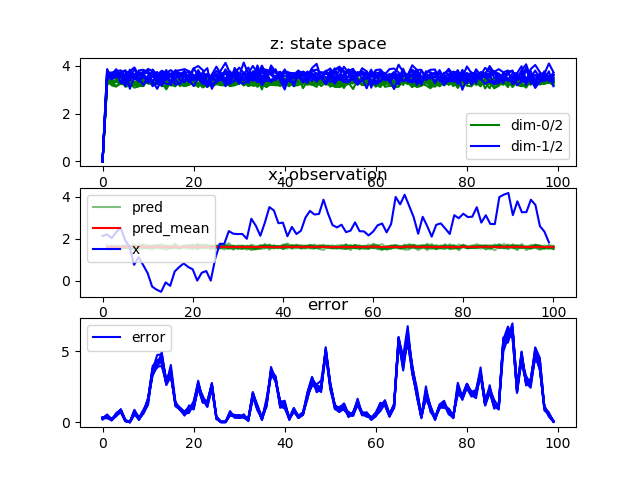 z: state space
4
2
0
dim-0/2
dim-1/2
0 20 40 60 80 100
x: observation
4
2
0
pred
pred_mean
x
0 20 40 60 80 100
error
5
0
error
0 20 40 60 80 100